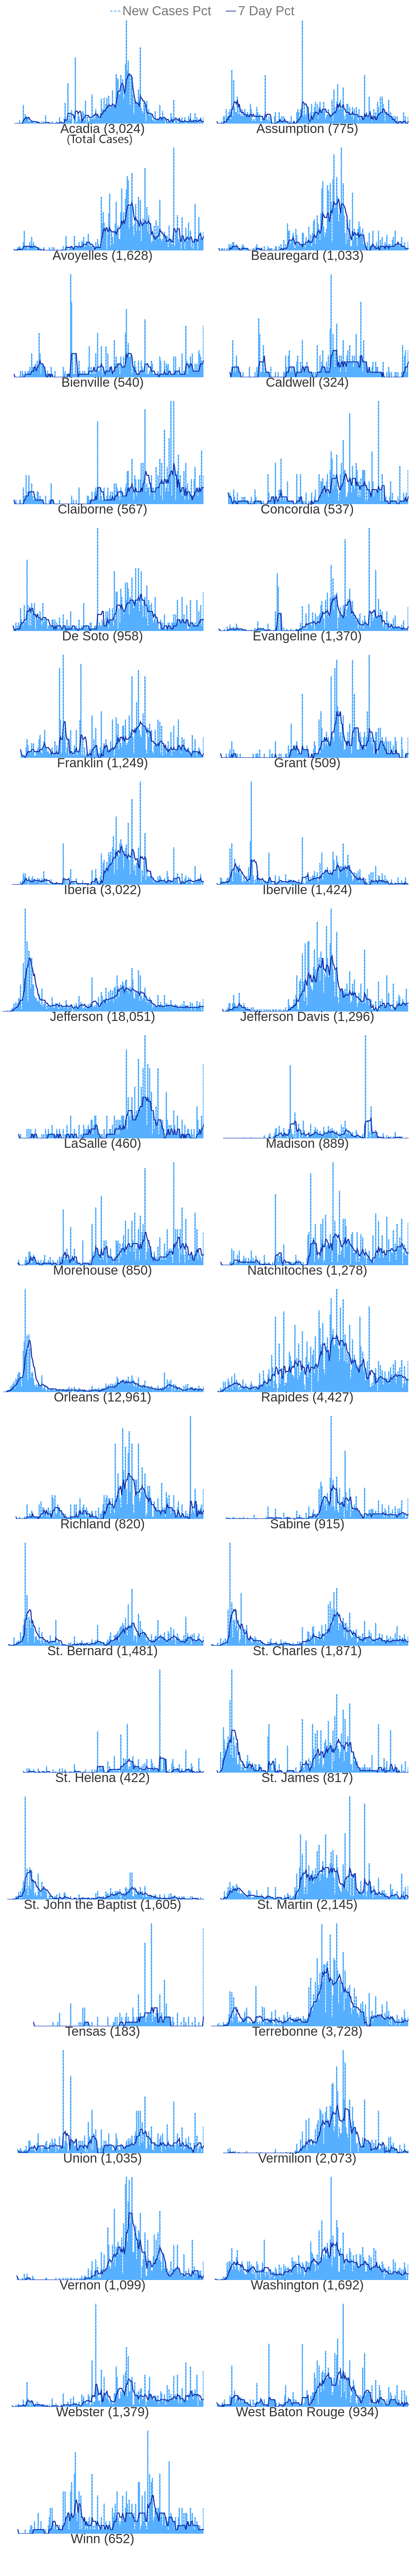 New Cases Pct 7 Day Pct
Acadia (3,024) Assumption (775)
(Total Cases)
Avoyelles (1,628) Beauregard (1,033)
Bienville (540) Caldwell (324)
Claiborne (567) Concordia (537)
De Soto (958) Evangeline (1,370)
Franklin (1,249) Grant (509)
Iberia (3,022) Iberville (1,424)
Jefferson (18,051) Jefferson Davis (1,296)
LaSalle (460) Madison (889)
Morehouse (850) Natchitoches (1,278)
Orleans (12,961) Rapides (4,427)
Richland (820) Sabine (915)
St. Bernard (1,481) St. Charles (1,871)
St. Helena (422) St. James (817)
St. John the Baptist (1,605) St. Martin (2,145)
Tensas (183) Terrebonne (3,728)
Union (1,035) Vermilion (2,073)
Vernon (1,099) Washington (1,692)
Webster (1,379) West Baton Rouge (934)
Winn (652)